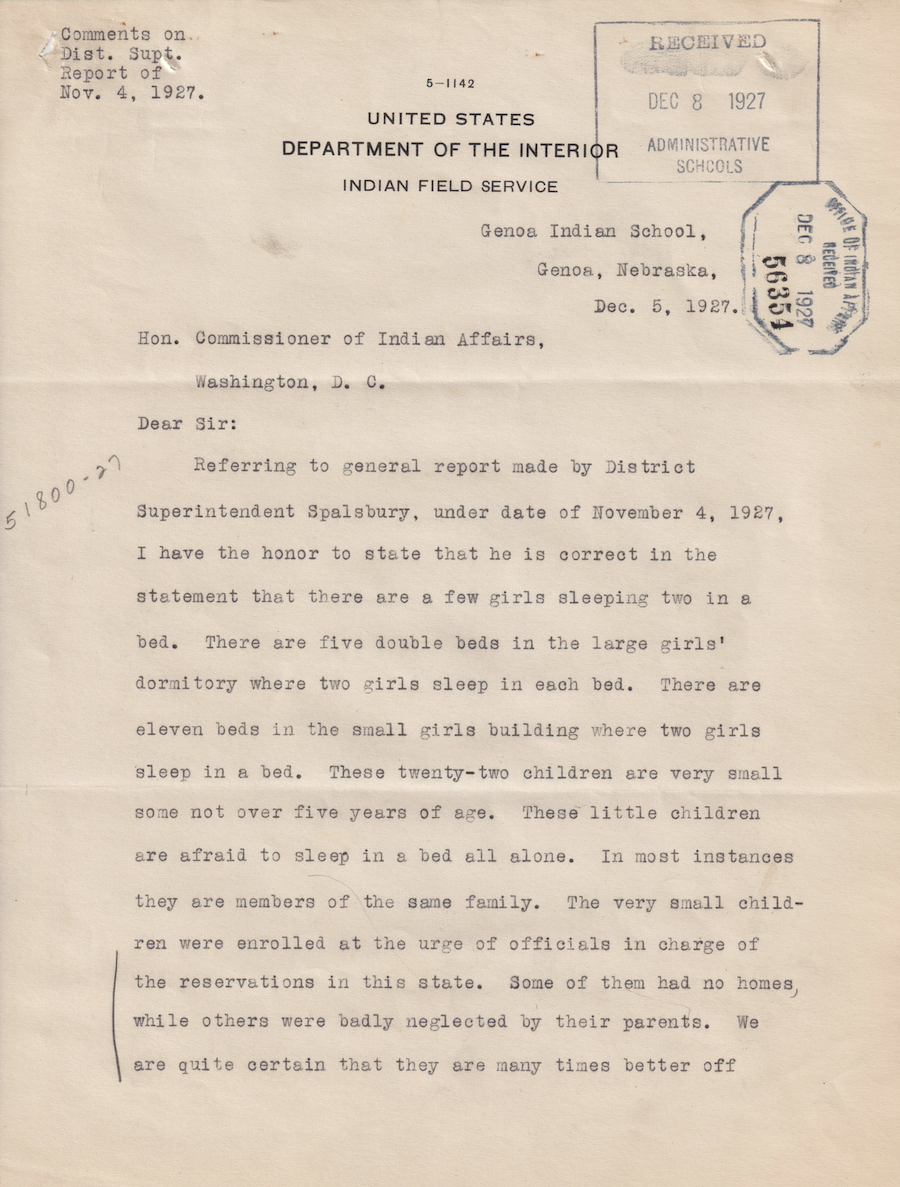 Comments on
Dist. Supt.
Report of
Nov. 4, 1927.
RECEIVED
DEC 8 1927
ADMINISTRATIVE
SCHOOLS
5-1142
UNITED STATES
DEPARTMENT OF THE INTERIOR
INDIAN FIELD SERVICE
OFFICE OF INDIAN AFFAIRS
RECEIVED
DEC 8 1927
56354
Genoa Indian School,
Genoa, Nebraska,
Dec. 5, 1927.
Hon. Commissioner of Indian Affairs,
Washington, D. C.
Dear Sir:
51800-27
Referring to general report made by District
Superintendent Spalsbury, under date of November 4, 1927,
I have the honor to state that he is correct in the
statement that there are a few girls sleeping two in a
bed. There are five double beds in the large girls'
dormitory where two girls sleep in each bed. There are
eleven beds in the small girls building where two girls
sleep in a bed. These twenty-two children are very small
some not over five years of age. These little children
are afraid to sleep in a bed all alone. In most instances
they are members of the same family. The very small child-
ren were enrolled at the urge of officials in charge of
the reservations in this state. Some of them had no homes,
while others were badly neglected by their parents. We
are quite certain that they are many times better off